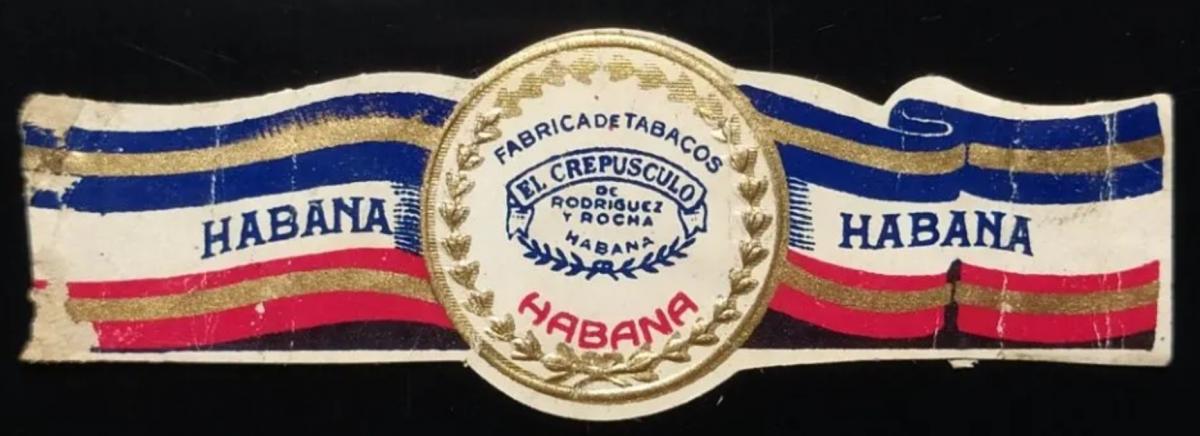 HABANA
FABRICA DE TABACOS
EL CREPUSCULO
DE
RODRIGUEZ
Y ROCHA
HABANA
HABANA
HABANA